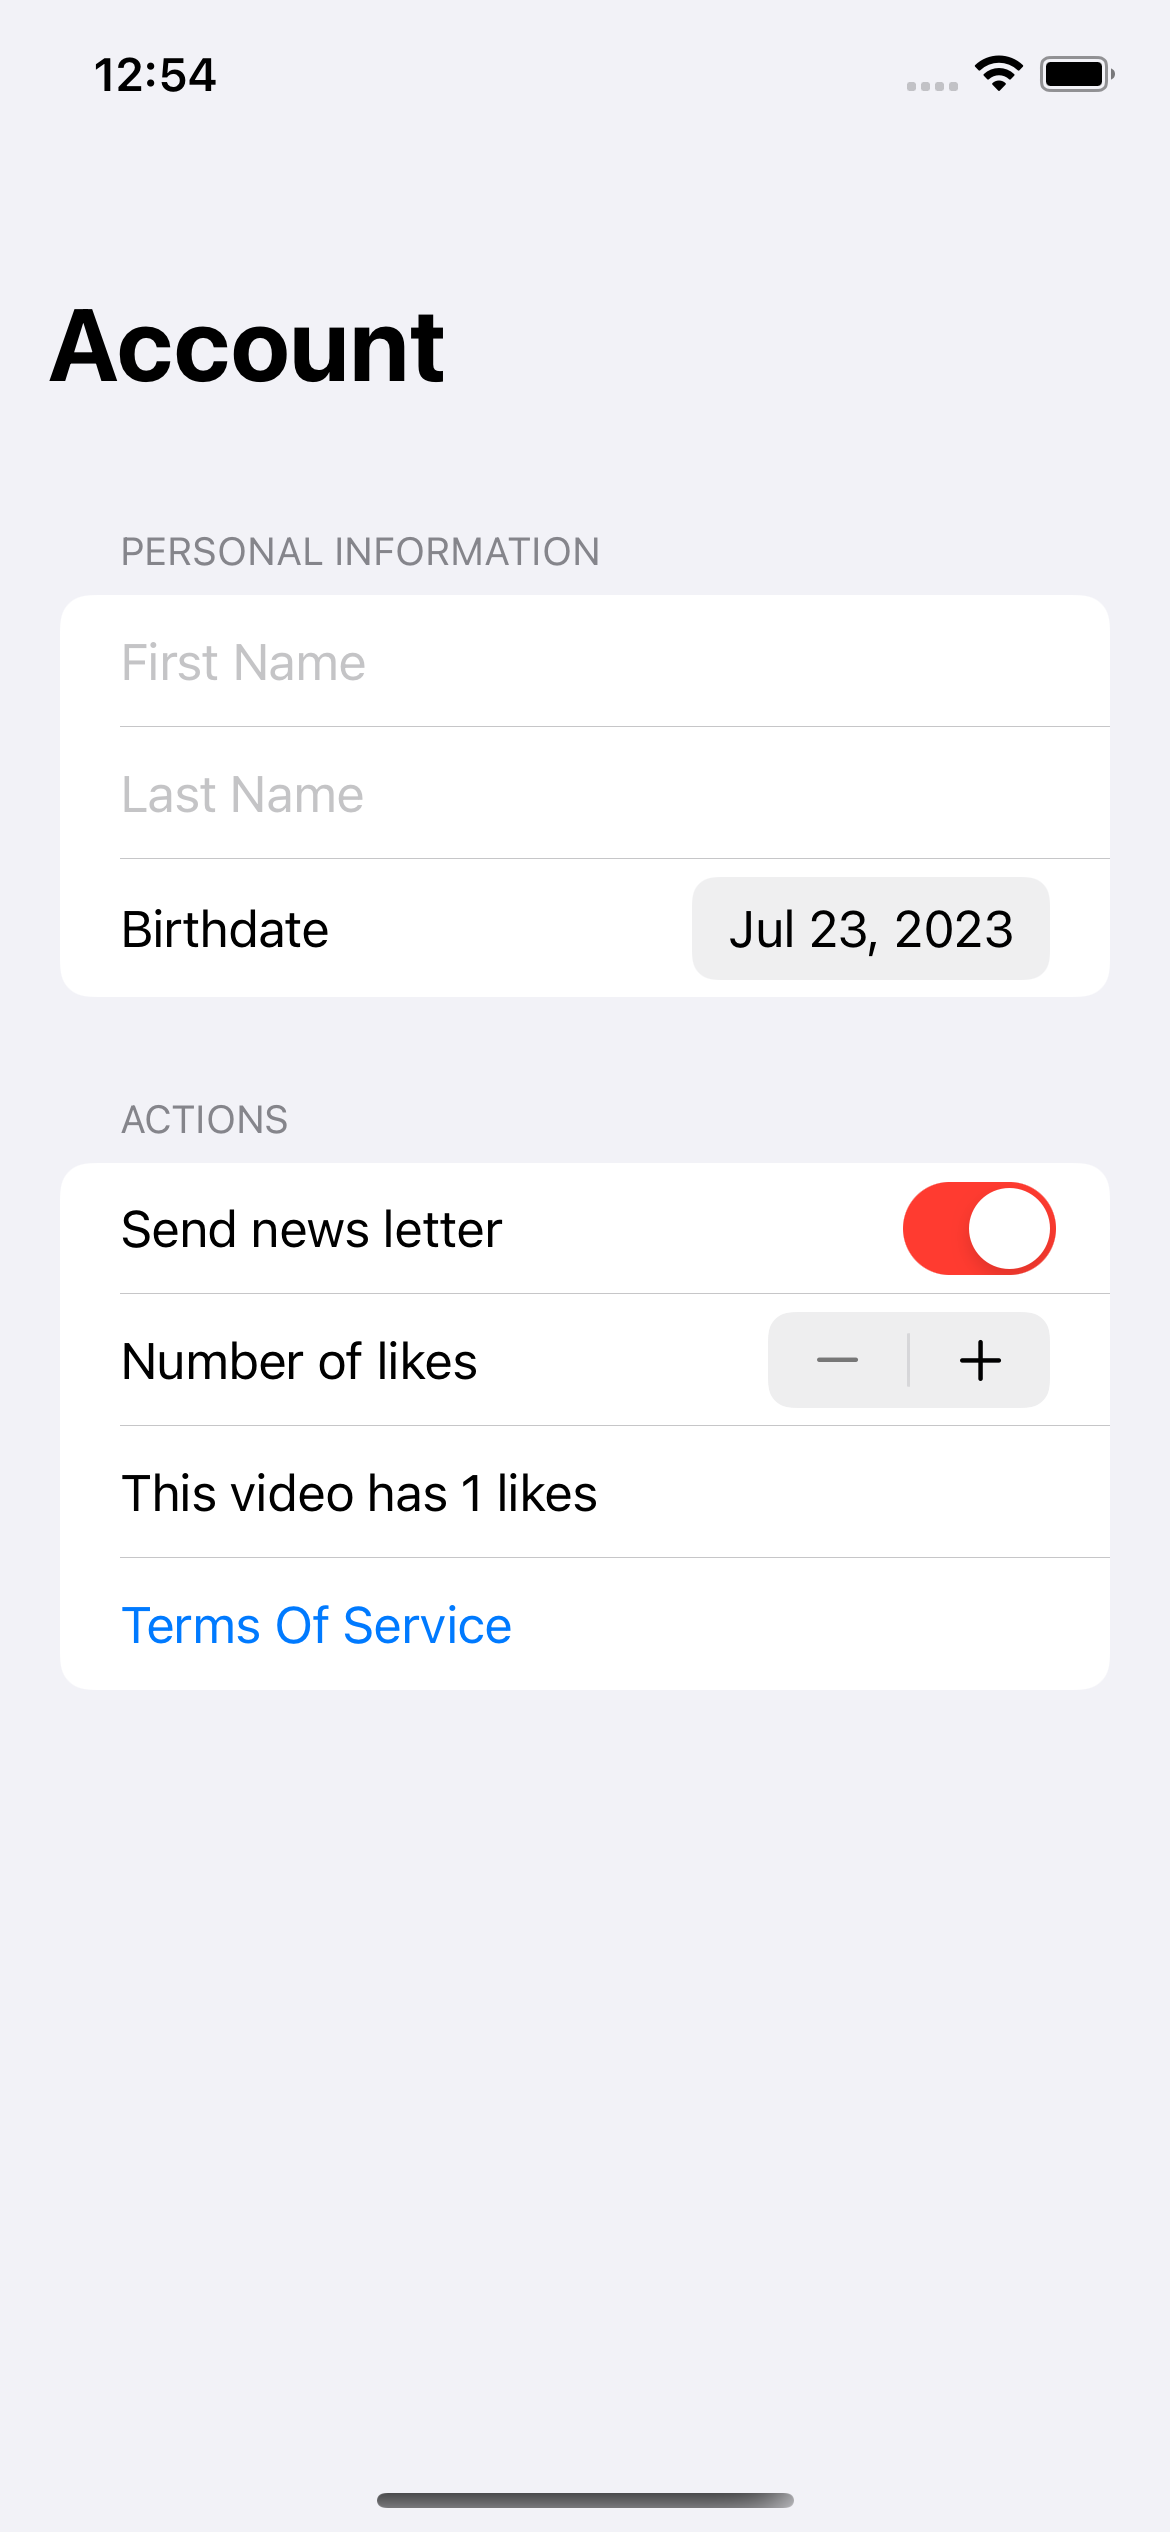 12:54
Account
PERSONAL INFORMATION
First Name
Last Name
Birthdate Jul 23, 2023
ACTIONS
Send news letter
Number of likes
This video has 1 likes
Terms Of Service